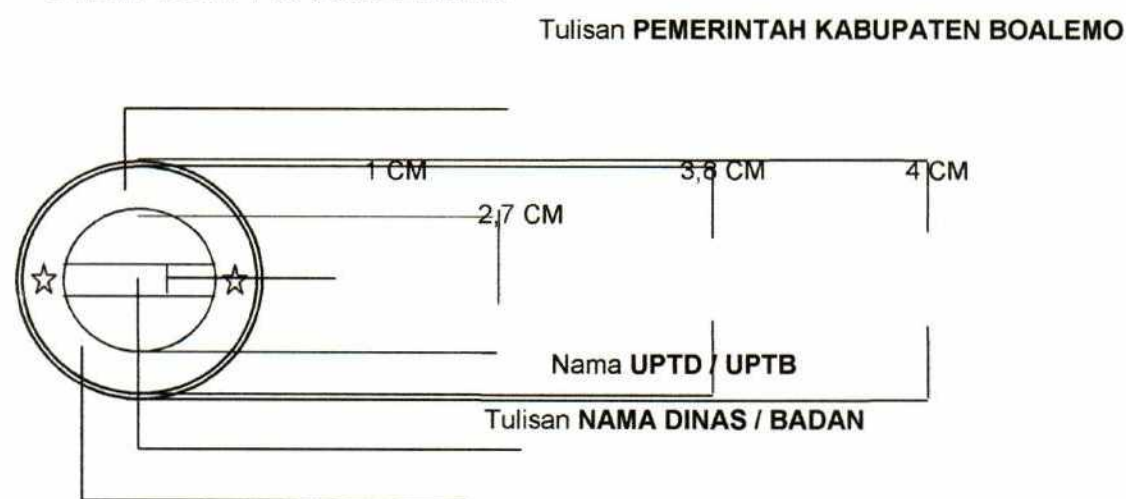 Tulisan PEMERINTAH KABUPATEN BOALEMO
1 CM 3,8 CM 4 CM
2,7 CM
Nama UPTD / UPTB
Tulisan NAMA DINAS / BADAN